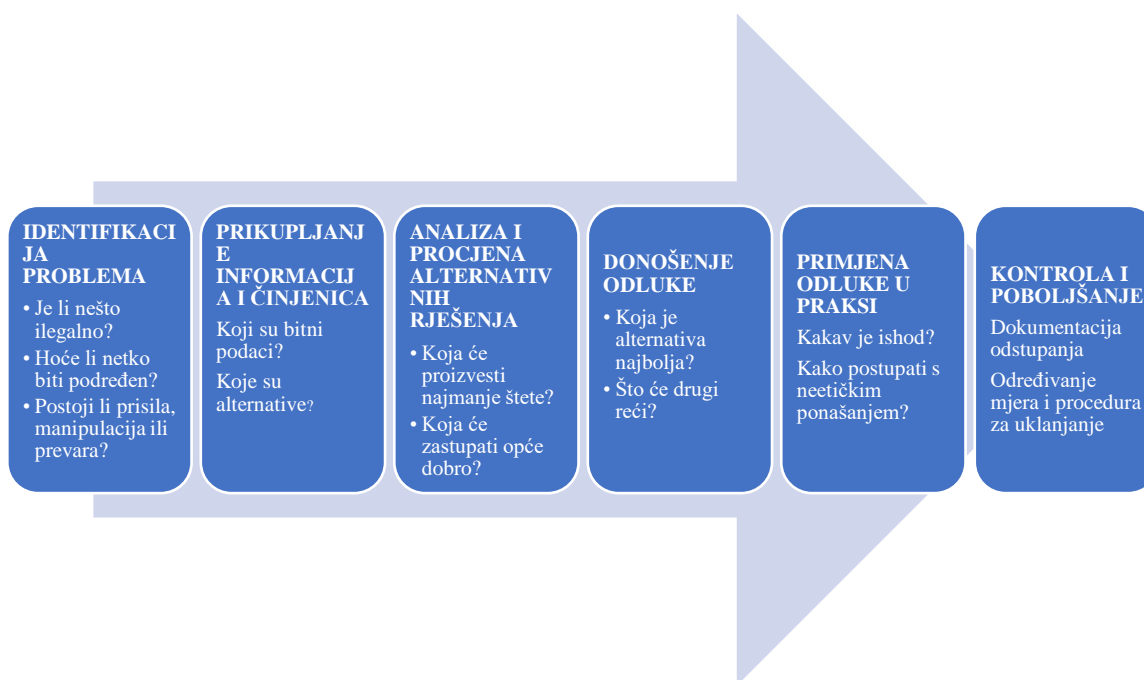 IDENTIFIKACI
JA
PROBLEMA
• Je li nešto
ilegalno?
• Hoće li netko
biti podređen?
• Postoji li prisila,
manipulacija ili
prevara?
PRIKUPLJANJ
E
INFORMACIJ
A I ČINJENICA
Koji su bitni
podaci?
Koje su
alternative?
ANALIZA I
PROCJENA
ALTERNATIV
NIH
RJEŠENJA
• Koja će
proizvesti
najmanje štete?
• Koja će
zastupati opće
dobro?
DONOŠENJE
ODLUKE
• Koja je
alternativa
najbolja?
• Što će drugi
reći?
PRIMJENA
ODLUKE U
PRAKSI
Kakav je ishod?
Kako postupati s
neetičkim
ponašanjem?
KONTROLA I
POBOLJŠANJE
Dokumentacija
odstupanja
Određivanje
mjera i procedura
za uklanjanje